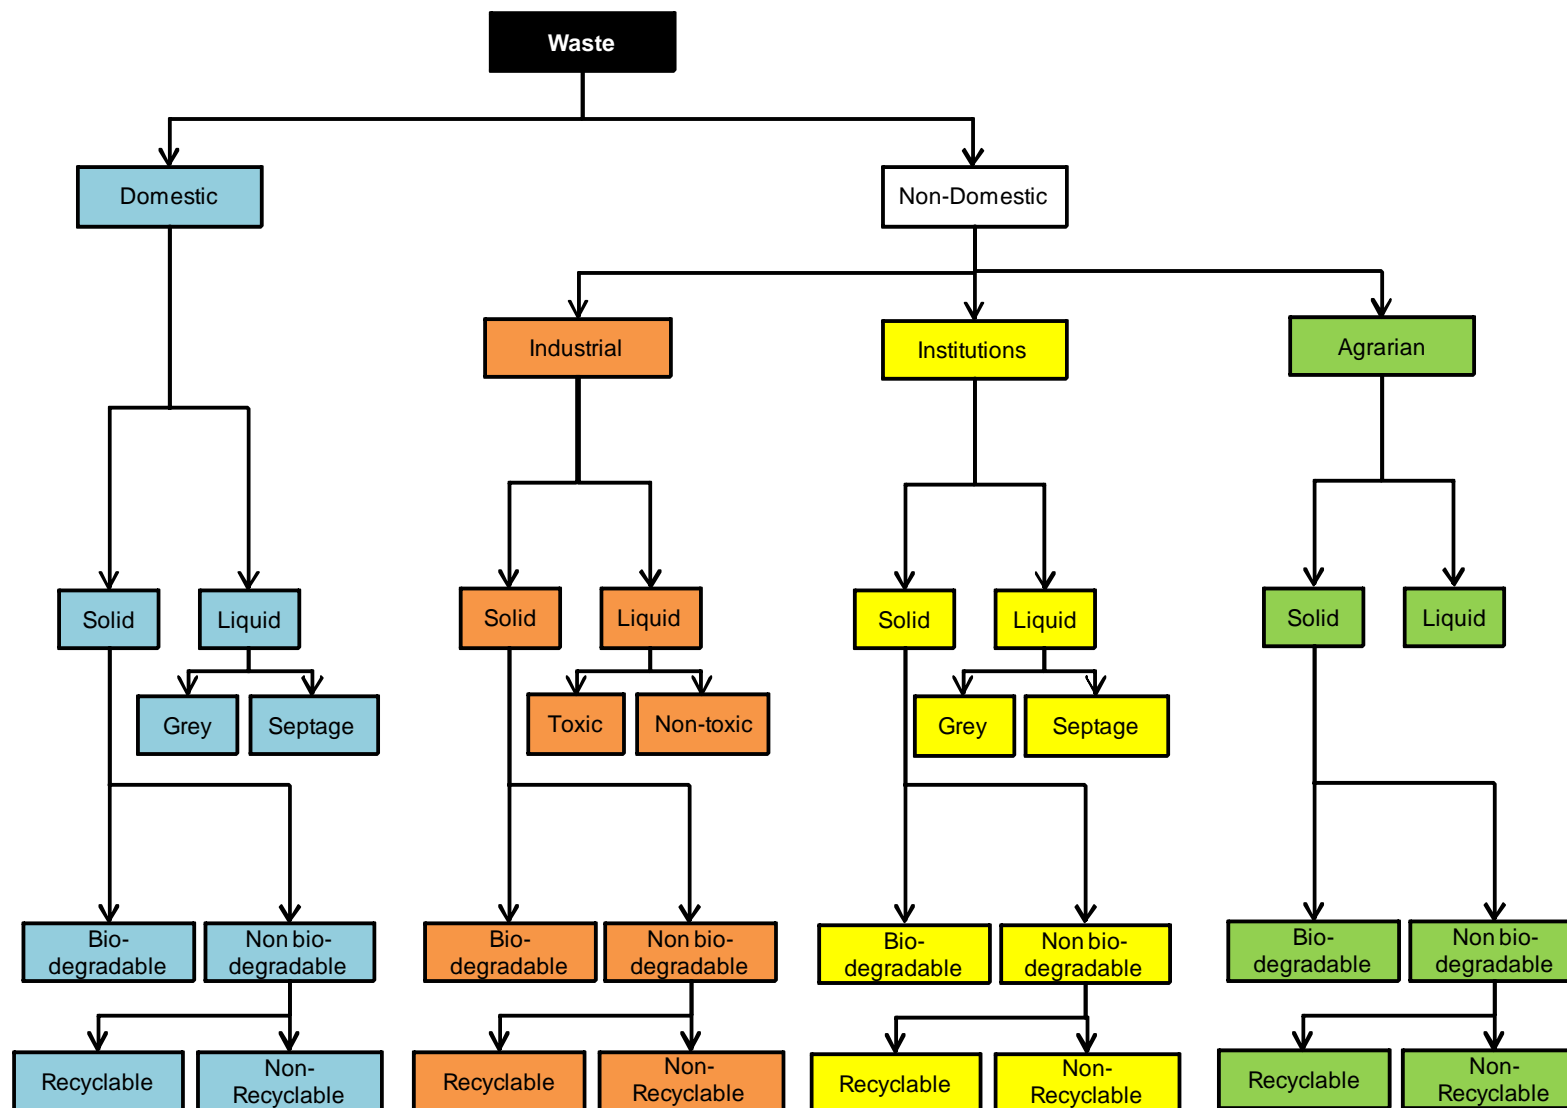 Waste
Domestic
Non-Domestic
Industrial
Institutions
Agrarian
Solid
Liquid
Solid
Liquid
Solid
Liquid
Solid
Liquid
Grey
Septage
Toxic
Non-toxic
Grey
Septage
Bio-
degradable
Non bio-
degradable
Bio-
degradable
Non bio-
degradable
Bio-
degradable
Non bio-
degradable
Bio-
degradable
Non bio-
degradable
Recyclable
Non-
Recyclable
Recyclable
Non-
Recyclable
Recyclable
Non-
Recyclable
Recyclable
Non-
Recyclable